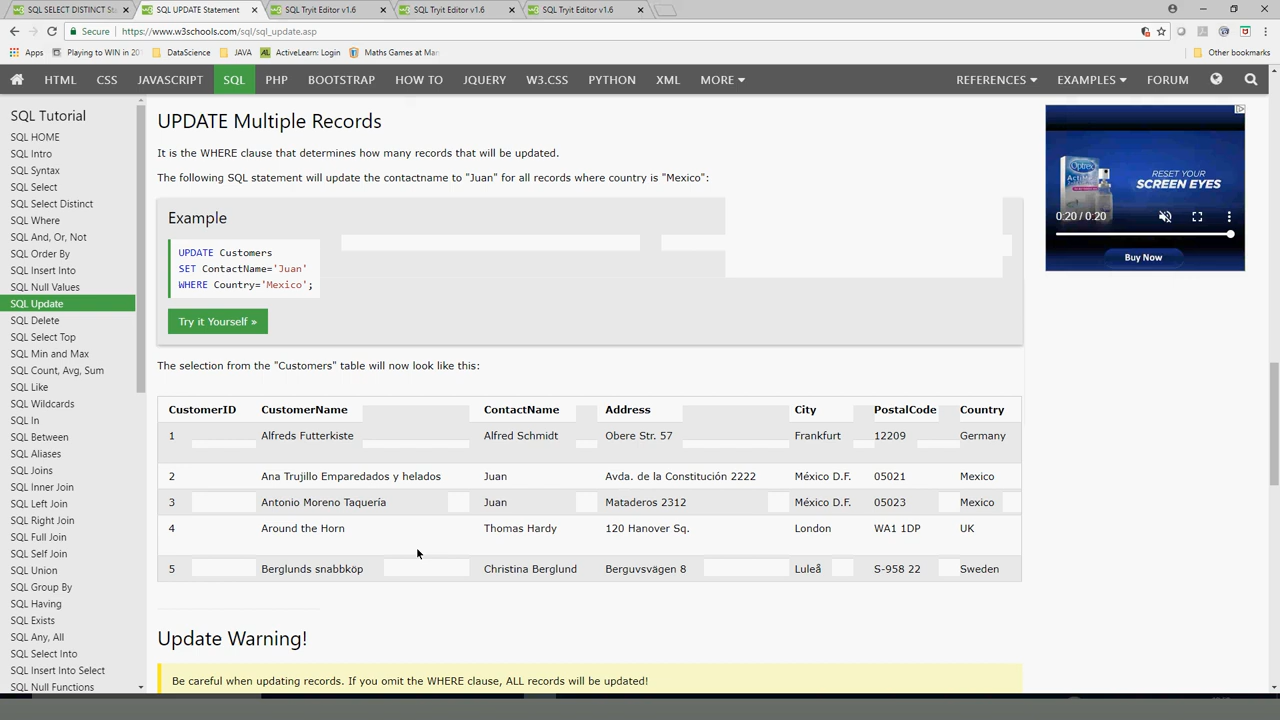 SQL SELECT DISTINCT St
SQL UPDATE Statement
SQL Tryit Editor v1.6
SQL Tryit Editor v1.6
SQL Tryit Editor v1.6
Secure https://www.w3schools.com/sql/sql_update.asp
Apps Playing to WIN in 20 DataScience JAVA ActiveLearn: Login Maths Games at Man Other bookmarks
HTML CSS JAVASCRIPT SQL PHP BOOTSTRAP HOW TO JQUERY W3.CSS PYTHON XML MORE REFERENCES EXAMPLES FORUM
SQL Tutorial
SQL HOME
SQL Intro
SQL Syntax
SQL Select
SQL Select Distinct
SQL Where
SQL And, Or, Not
SQL Order By
SQL Insert Into
SQL Null Values
SQL Update
SQL Delete
SQL Select Top
SQL Min and Max
SQL Count, Avg, Sum
SQL Like
SQL Wildcards
SQL In
SQL Between
SQL Aliases
SQL Joins
SQL Inner Join
SQL Left Join
SQL Right Join
SQL Full Join
SQL Self Join
SQL Union
SQL Group By
SQL Having
SQL Exists
SQL Any, All
SQL Select Into
SQL Insert Into Select
SQL Null Functions
UPDATE Multiple Records
It is the WHERE clause that determines how many records that will be updated.
The following SQL statement will update the contactname to "Juan" for all records where country is "Mexico":
Example
UPDATE Customers
SET ContactName='Juan'
WHERE Country='Mexico';
Try it Yourself »
The selection from the "Customers" table will now look like this:
CustomerID CustomerName ContactName Address City PostalCode Country
1 Alfreds Futterkiste Alfred Schmidt Obere Str. 57 Frankfurt 12209 Germany
2 Ana Trujillo Emparedados y helados Juan Avda. de la Constitución 2222 México D.F. 05021 Mexico
3 Antonio Moreno Taquería Juan Mataderos 2312 México D.F. 05023 Mexico
4 Around the Horn Thomas Hardy 120 Hanover Sq. London WA1 1DP UK
5 Berglunds snabbköp Christina Berglund Berguvsvägen 8 Luleå S-958 22 Sweden
Update Warning!
Be careful when updating records. If you omit the WHERE clause, ALL records will be updated!
Optrex
RESET YOUR
SCREEN EYES
0:20 / 0:20
Buy Now